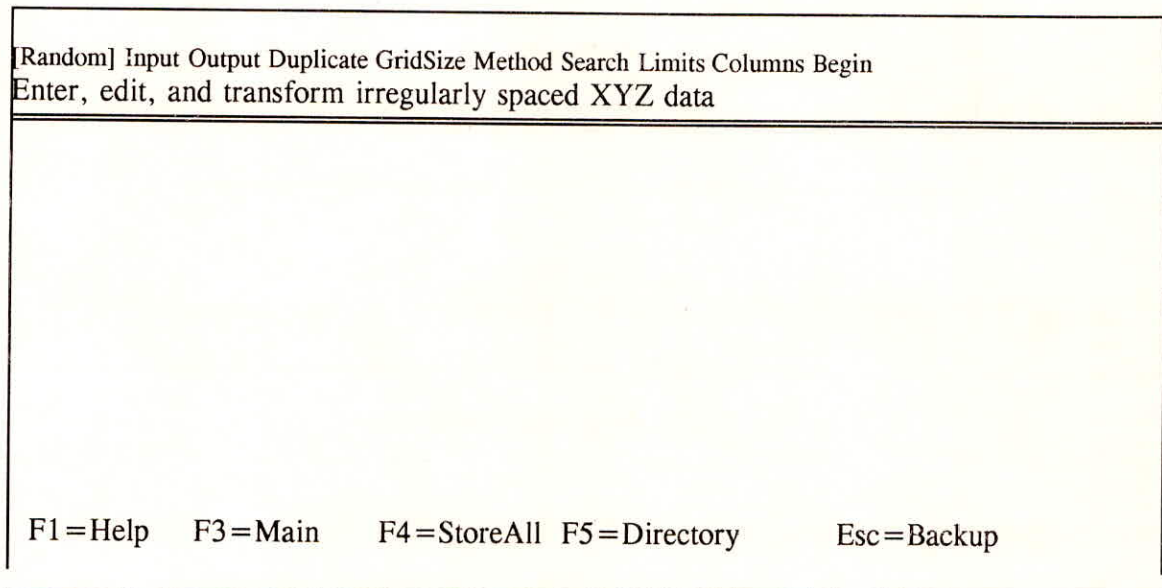 [Random] Input Output Duplicate GridSize Method Search Limits Columns Begin
Enter, edit, and transform irregularly spaced XYZ data
F1=Help F3=Main F4=StoreAll F5=Directory Esc=Backup